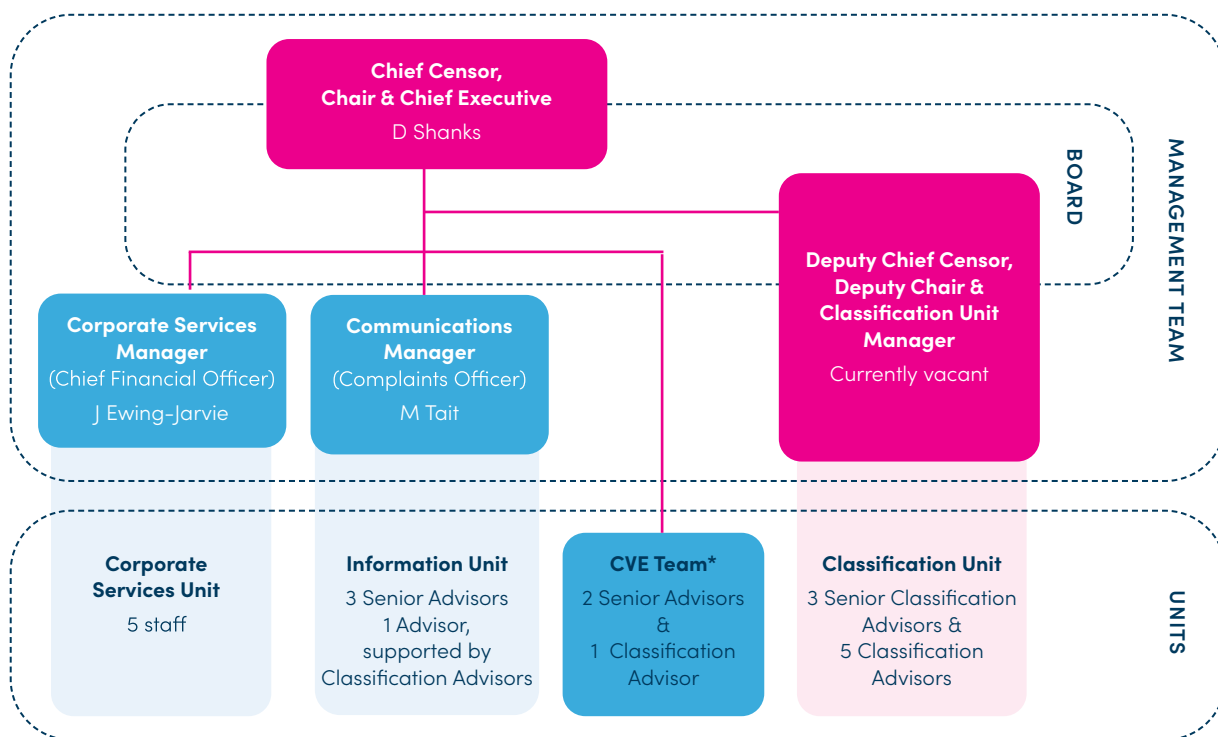 Chief Censor,
Chair & Chief Executive
D Shanks
BOARD
MANAGEMENT TEAM
Deputy Chief Censor,
Deputy Chair &
Classification Unit
Manager
Currently vacant
Corporate Services
Manager
(Chief Financial Officer)
J Ewing-Jarvie
Communications
Manager
(Complaints Officer)
M Tait
Corporate
Services Unit
5 staff
Information Unit
3 Senior Advisors
1 Advisor,
supported by
Classification Advisors
CVE Team*
2 Senior Advisors
&
1 Classification
Advisor
Classification Unit
3 Senior Classification
Advisors &
5 Classification
Advisors
UNITS